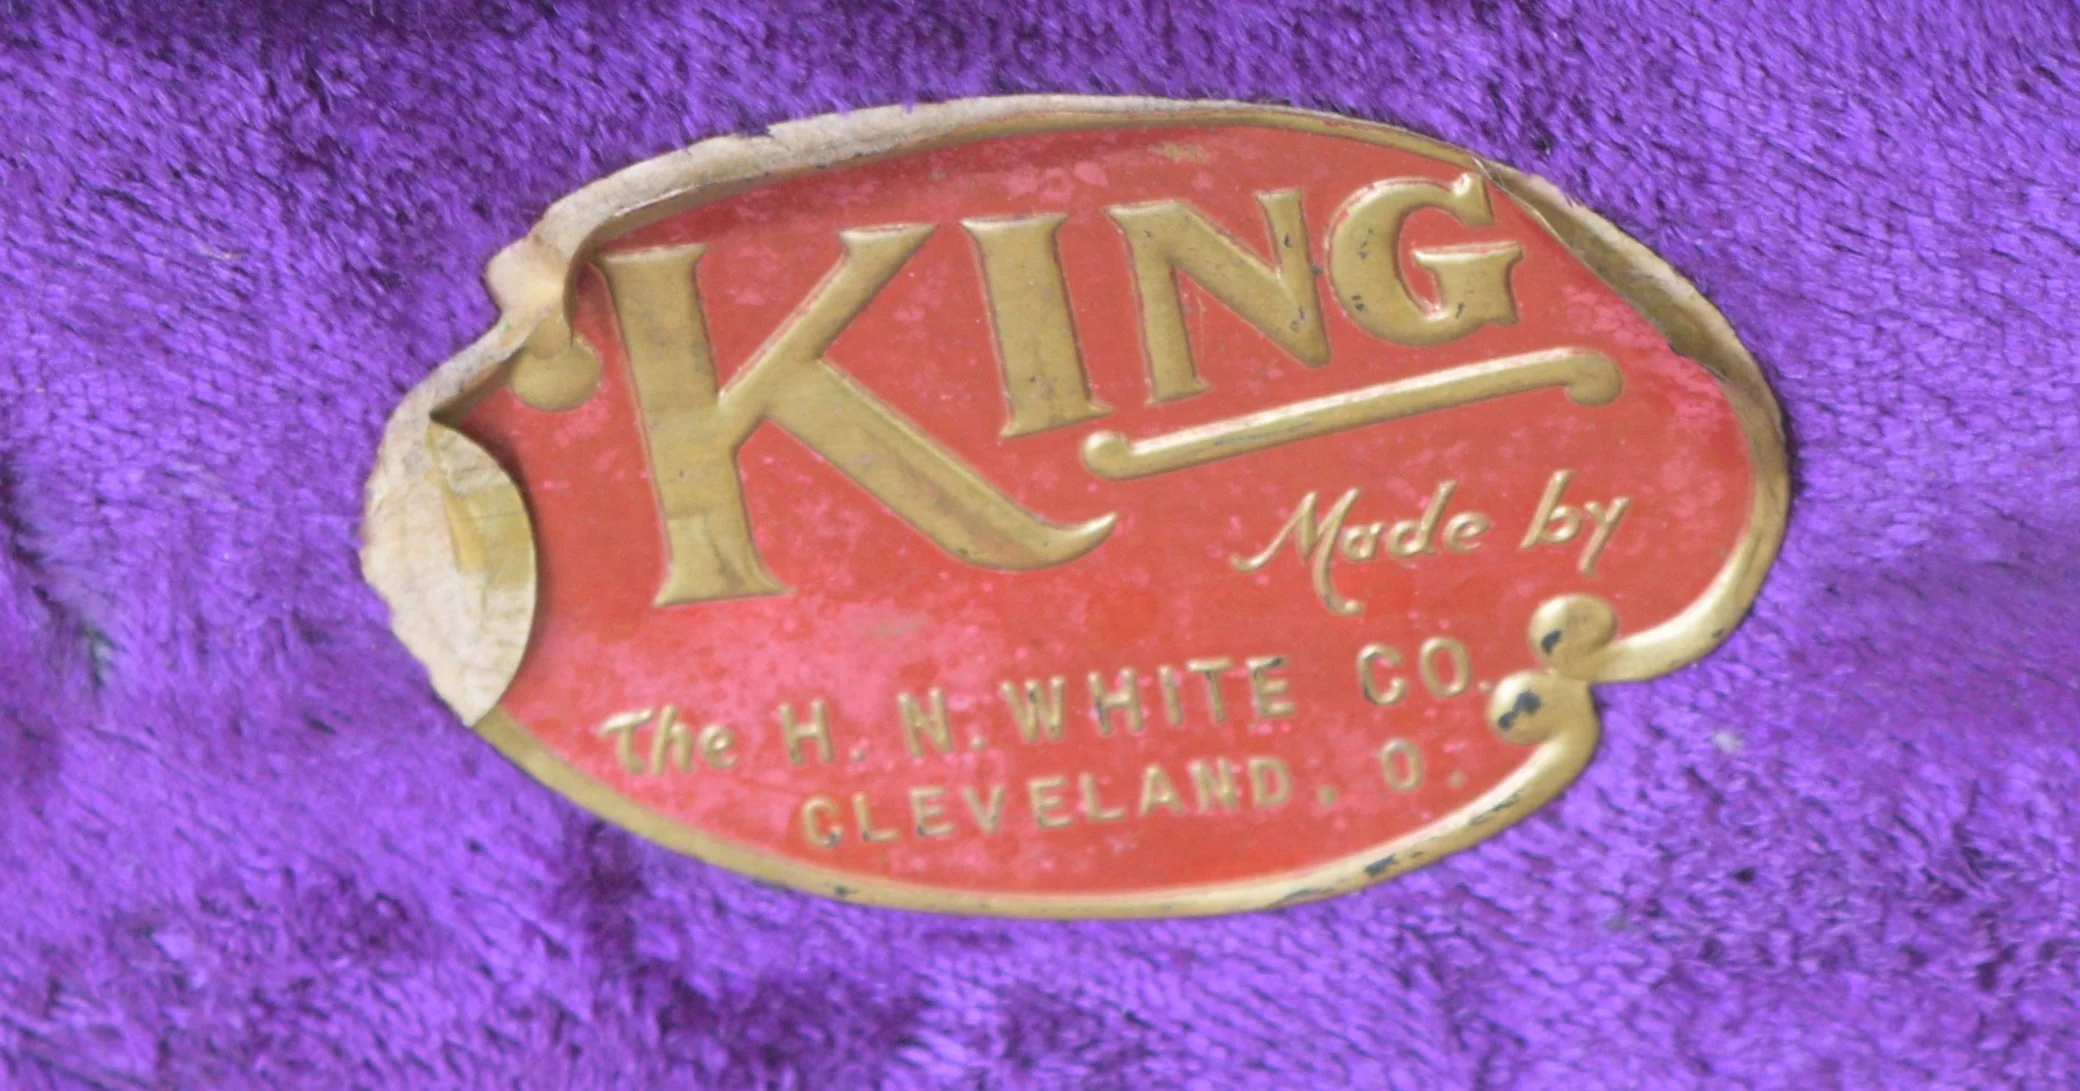 KING
Made by
The H. N. WHITE CO.
CLEVELAND, O.